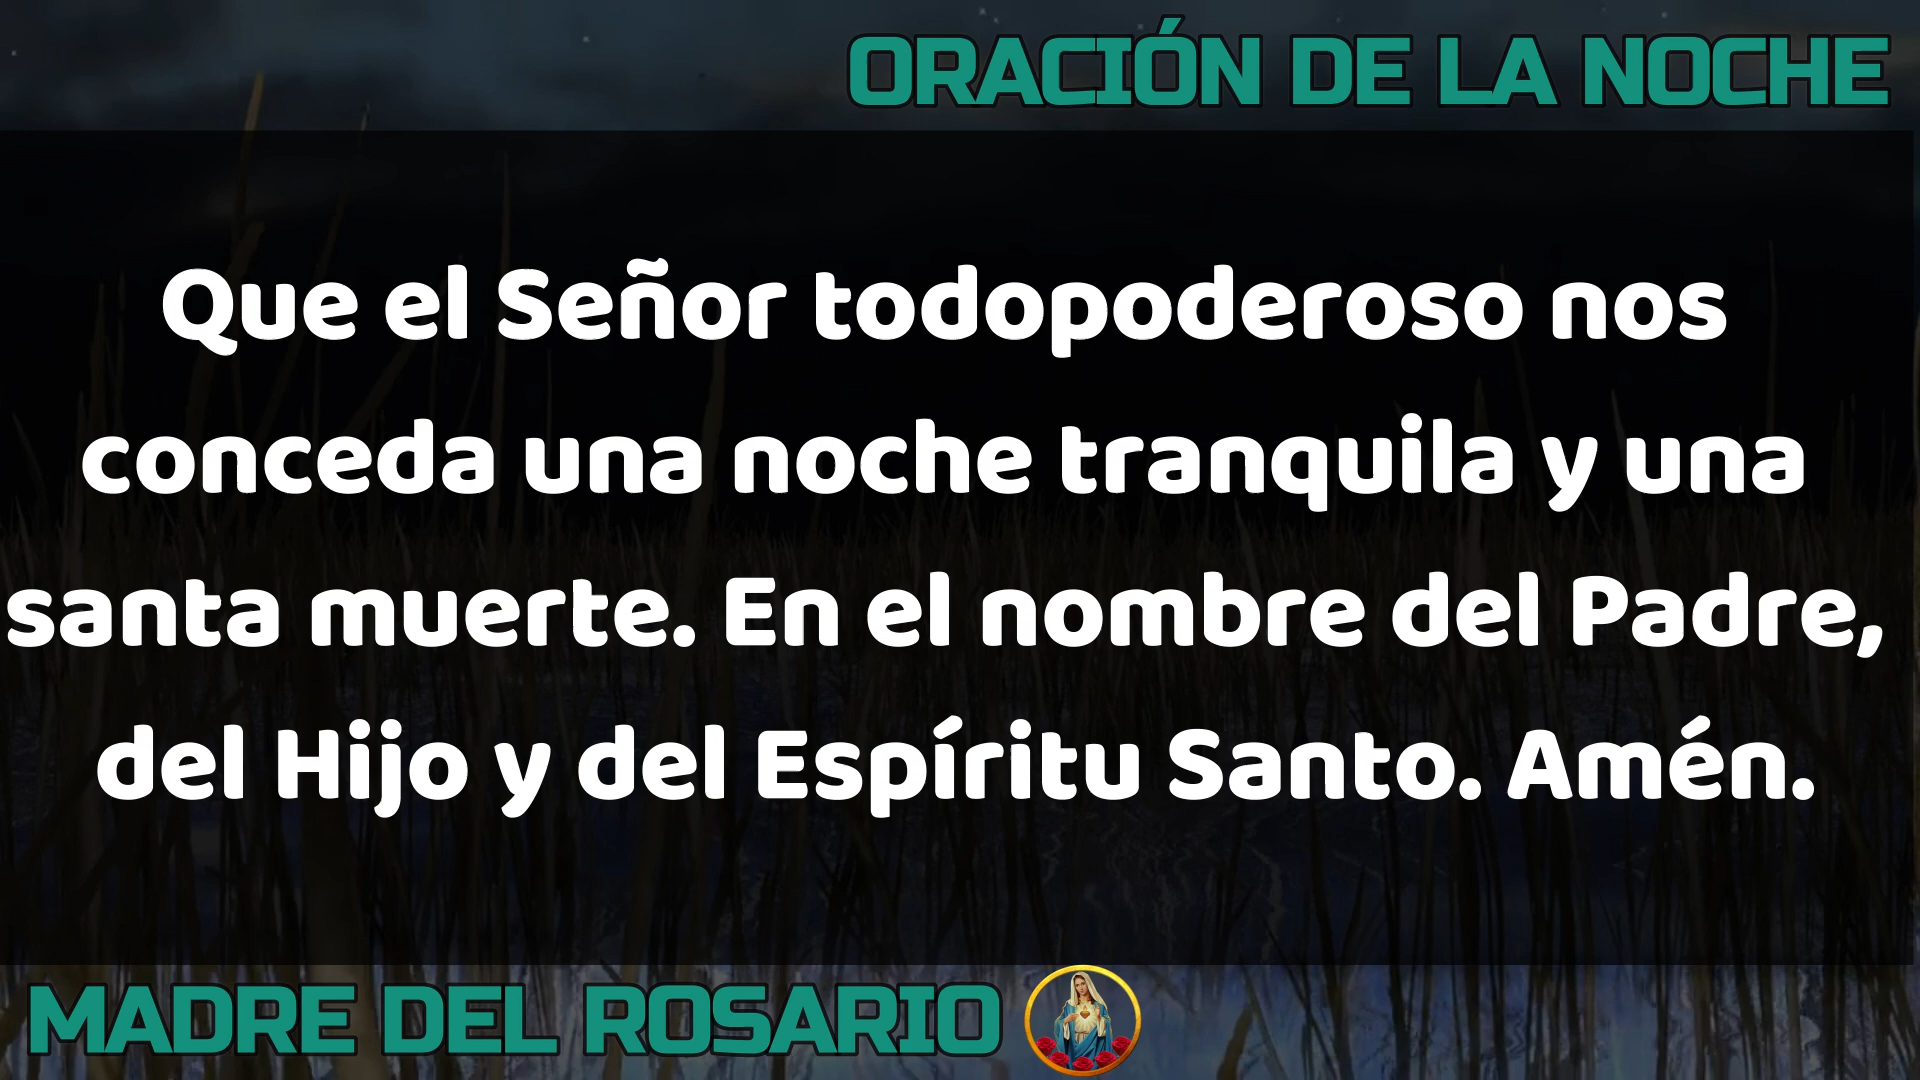 ORACIÓN DE LA NOCHE
Que el Señor todopoderoso nos
conceda una noche tranquila y una
santa muerte. En el nombre del Padre,
del Hijo y del Espíritu Santo. Amén.
MADRE DEL ROSARIO